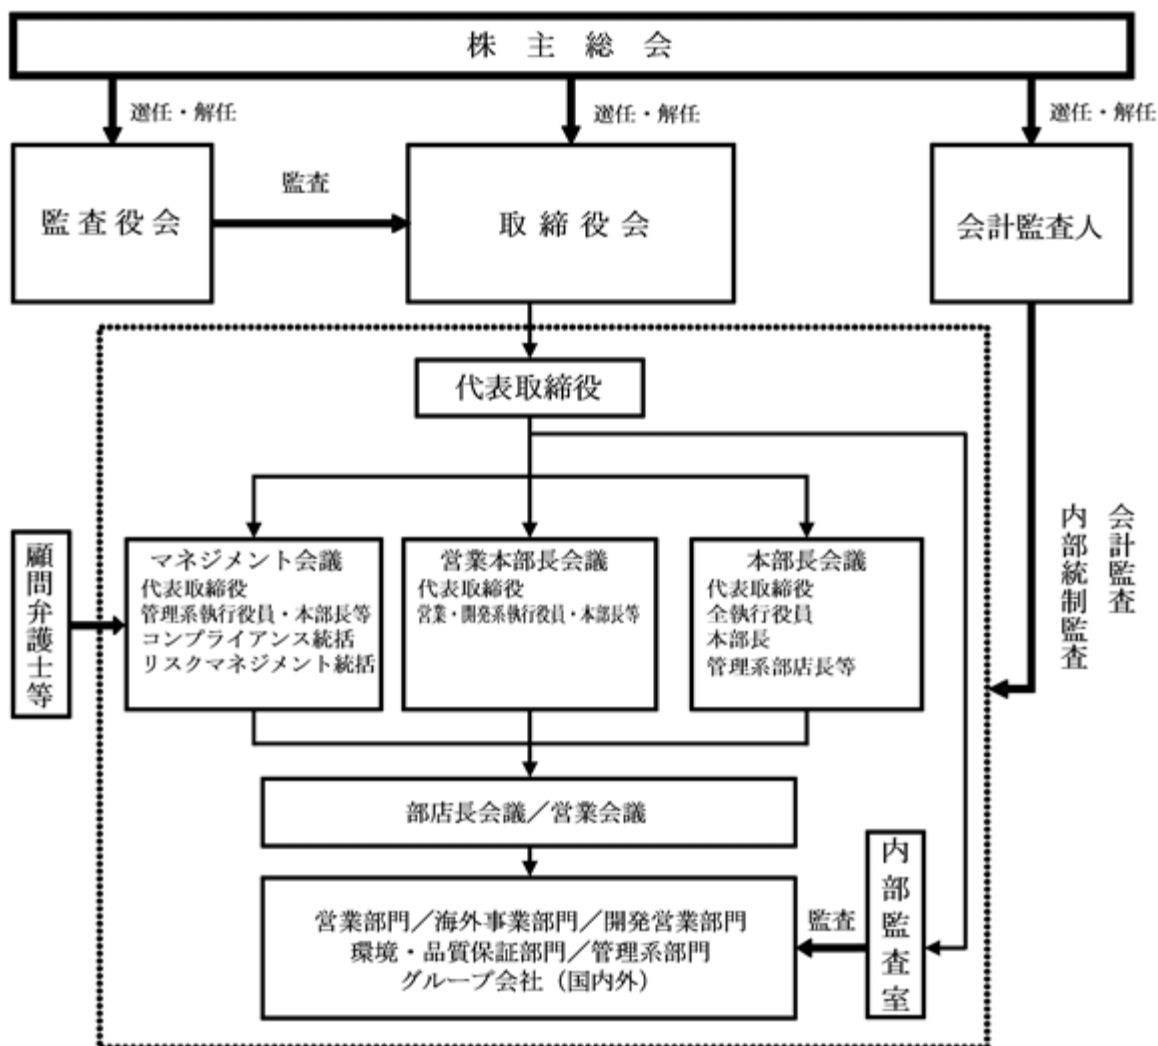 株主総会
選任・解任
選任・解任
選任・解任
監査役会
監査
取締役会
会計監査人
代表取締役
会計監査
内部統制監査
顧問弁護士等
マネジメント会議
代表取締役
管理系執行役員・本部長等
コンプライアンス統括
リスクマネジメント統括
営業本部長会議
代表取締役
営業・開発系執行役員・本部長等
本部長会議
代表取締役
全執行役員
本部長
管理系部店長等
部店長会議／営業会議
営業部門／海外事業部門／開発営業部門
環境・品質保証部門／管理系部門
グループ会社（国内外）
監査
内部監査室